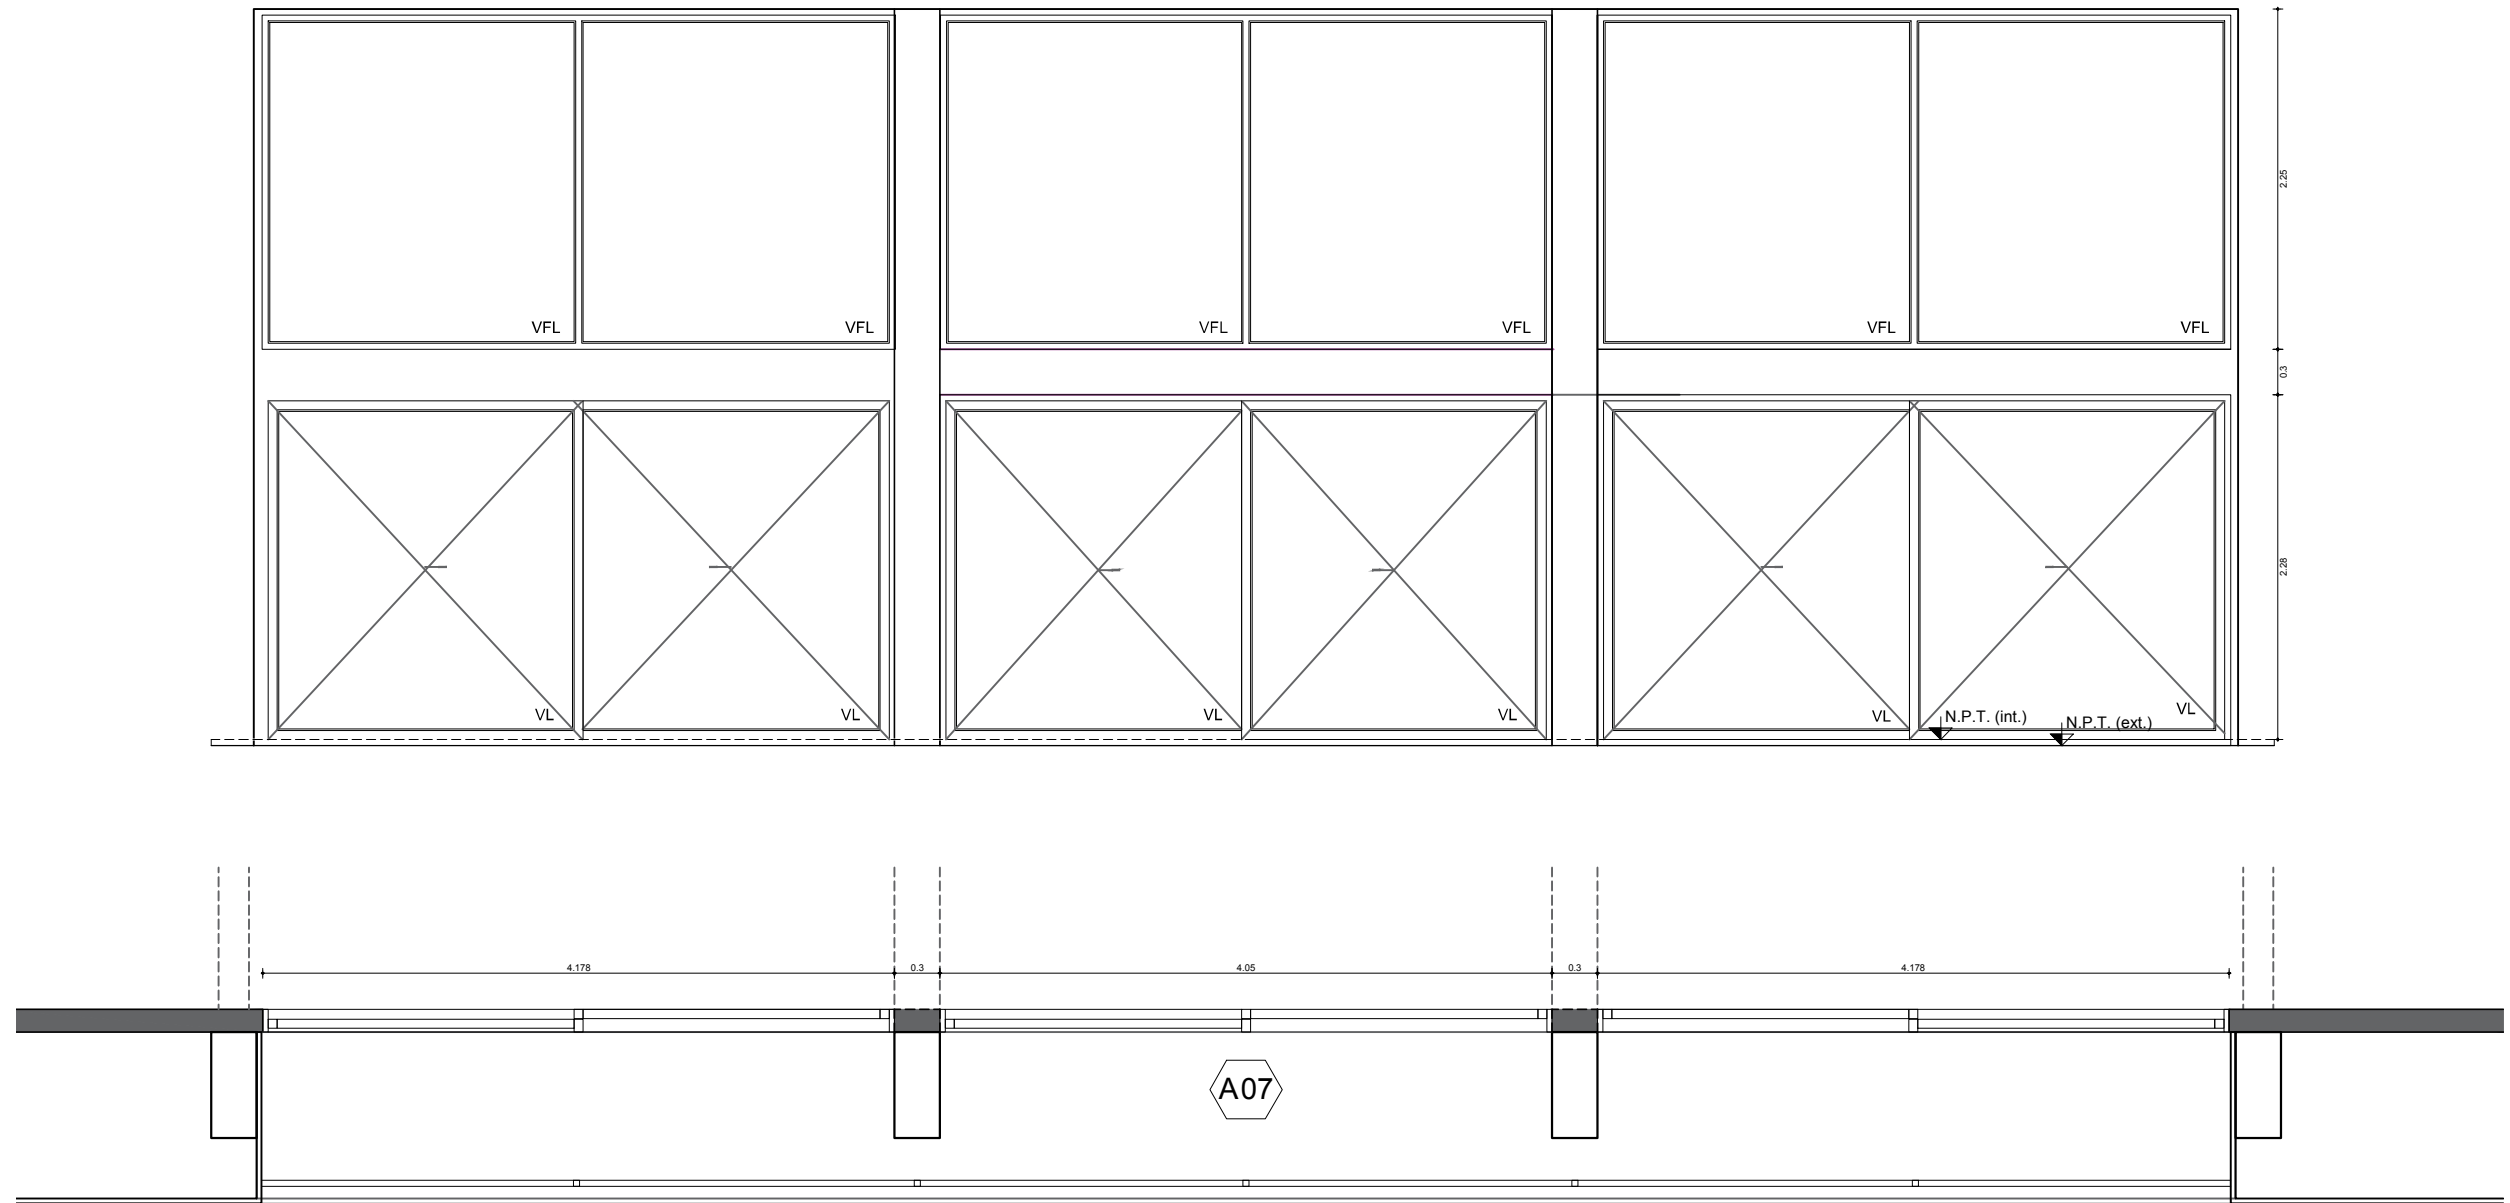 2.25
VFL
VFL
VFL
VFL
VFL
VFL
0.3
2.28
VL
VL
VL
VL
VL
VL
N.P.T. (int.)
N.P.T. (ext.)
4.178
0.3
4.05
0.3
4.178
A07